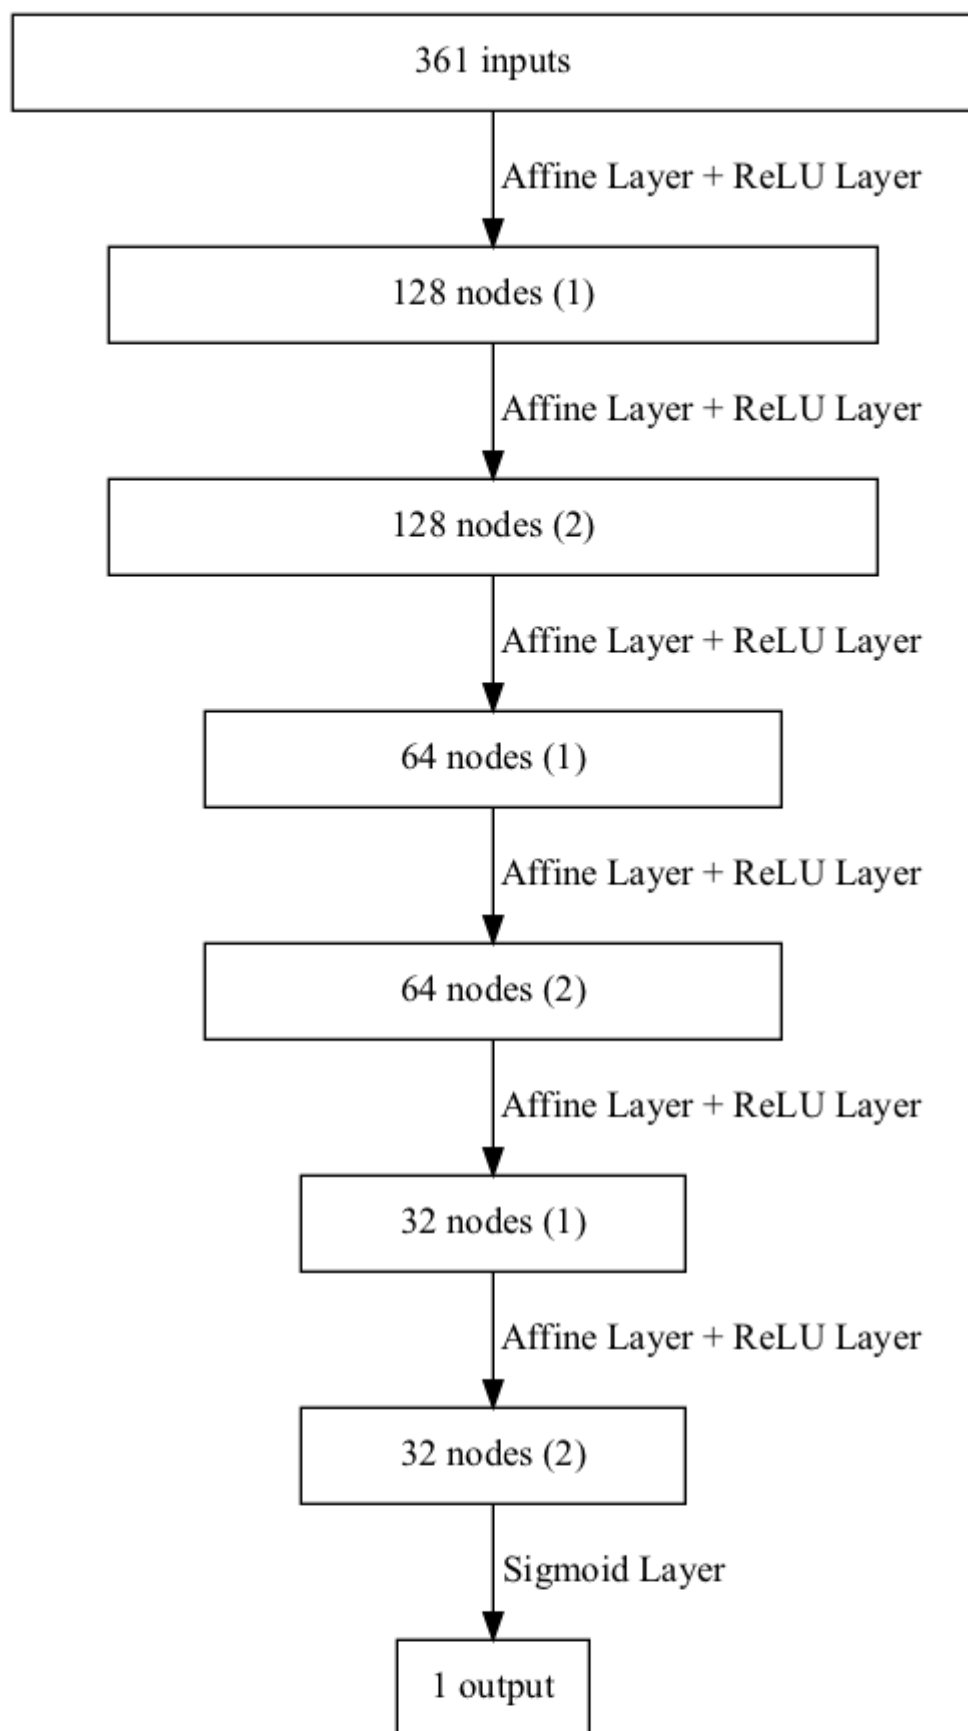 361 inputs
Affine Layer + ReLU Layer
128 nodes (1)
Affine Layer + ReLU Layer
128 nodes (2)
Affine Layer + ReLU Layer
64 nodes (1)
Affine Layer + ReLU Layer
64 nodes (2)
Affine Layer + ReLU Layer
32 nodes (1)
Affine Layer + ReLU Layer
32 nodes (2)
Sigmoid Layer
1 output